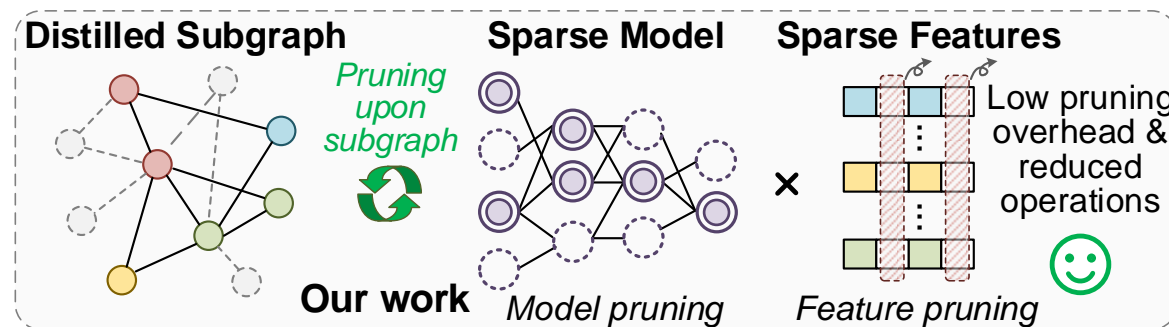 Distilled Subgraph
Sparse Model
Sparse Features
Pruning
upon
subgraph
Low pruning
overhead &
reduced
operations
×
Our work
Model pruning
Feature pruning